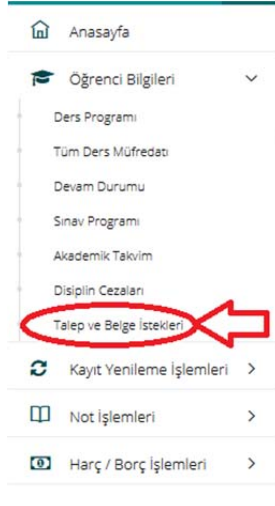 Anasayfa
Öğrenci Bilgileri
Ders Programı
Tüm Ders Müfredatı
Devam Durumu
Sınav Programı
Akademik Takvim
Disiplin Cezaları
Talep ve Belge İstekleri
Kayıt Yenileme İşlemleri
Not İşlemleri
Harç / Borç İşlemleri